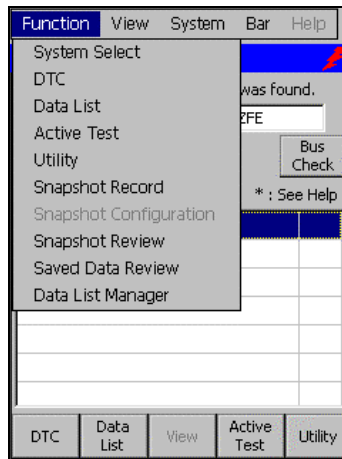 Function View System Bar Help
System Select
DTC
Data List
Active Test
Utility
Snapshot Record
Snapshot Configuration
Snapshot Review
Saved Data Review
Data List Manager
was found.
ZFE
Bus
Check
* : See Help
DTC
Data
List
View
Active
Test
Utility